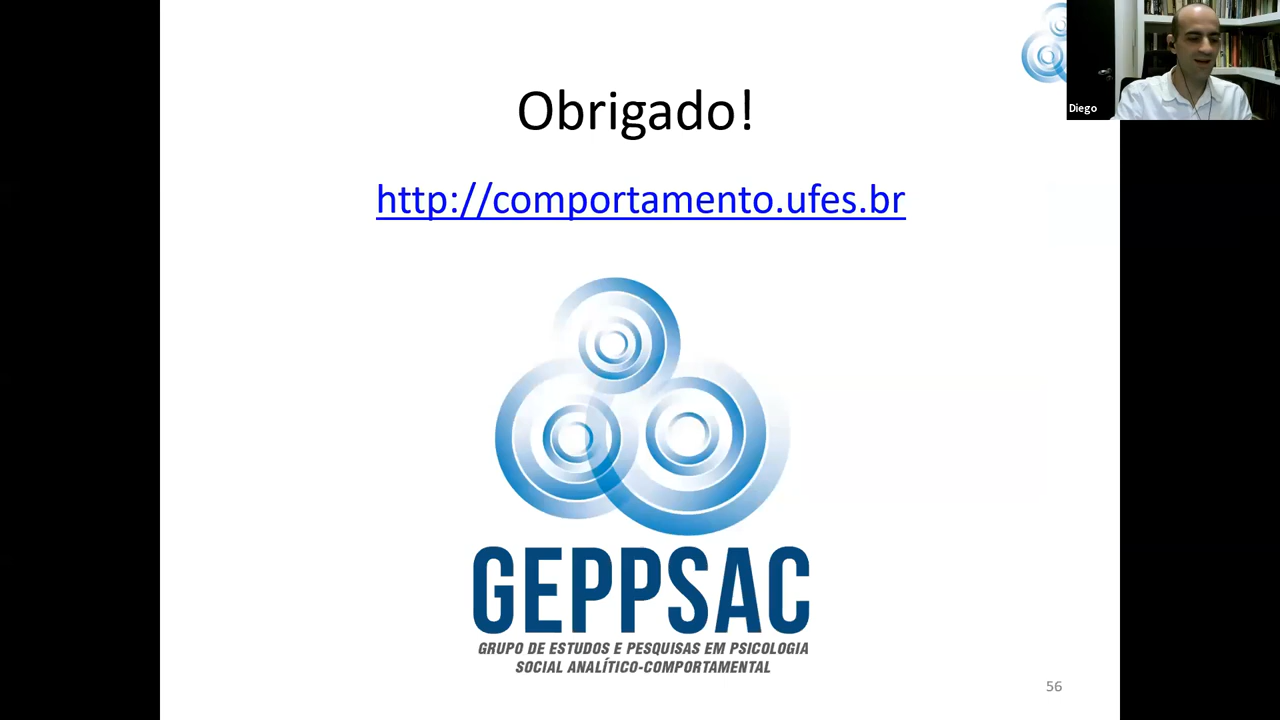 Obrigado!
http://comportamento.ufes.br
Diego
GEPPSAC
GRUPO DE ESTUDOS E PESQUISAS EM PSICOLOGIA
SOCIAL ANALÍTICO-COMPORTAMENTAL
56